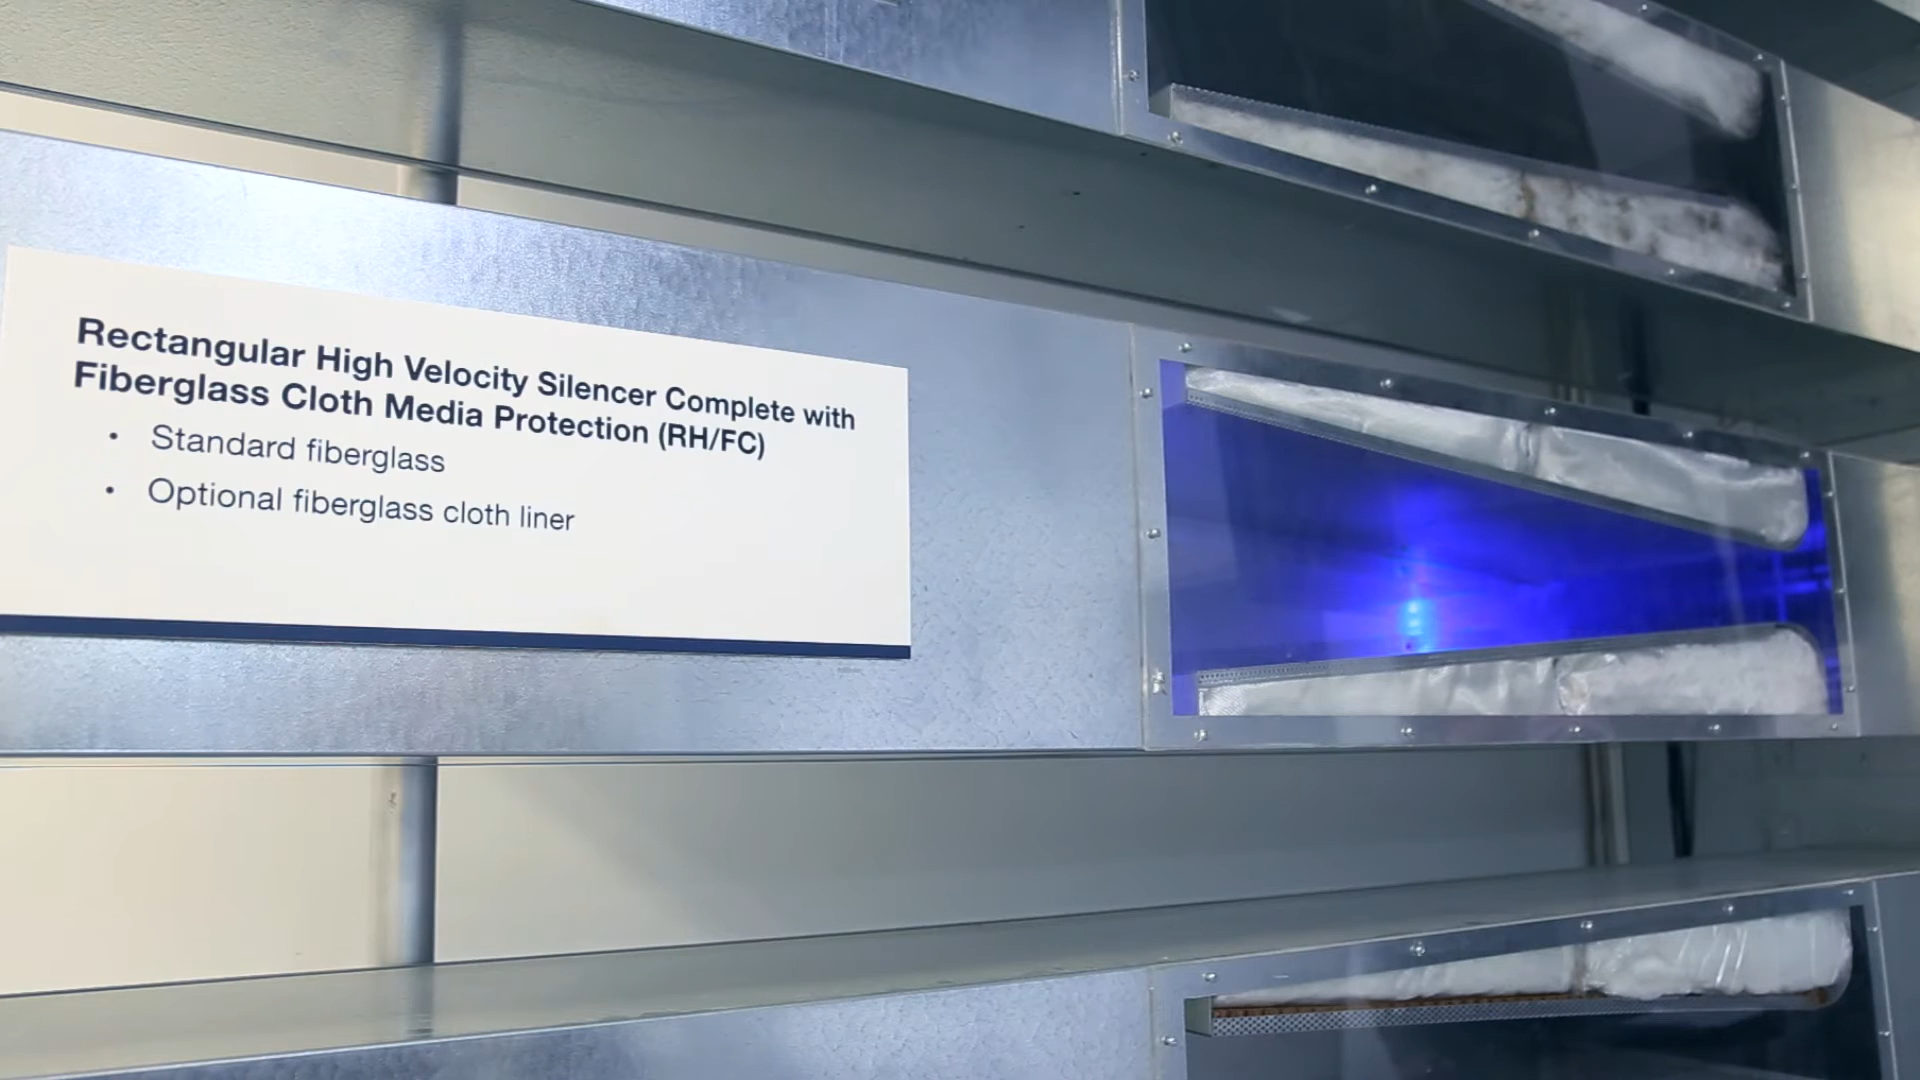 Rectangular High Velocity Silencer Complete with
Fiberglass Cloth Media Protection (RH/FC)
• Standard fiberglass
• Optional fiberglass cloth liner